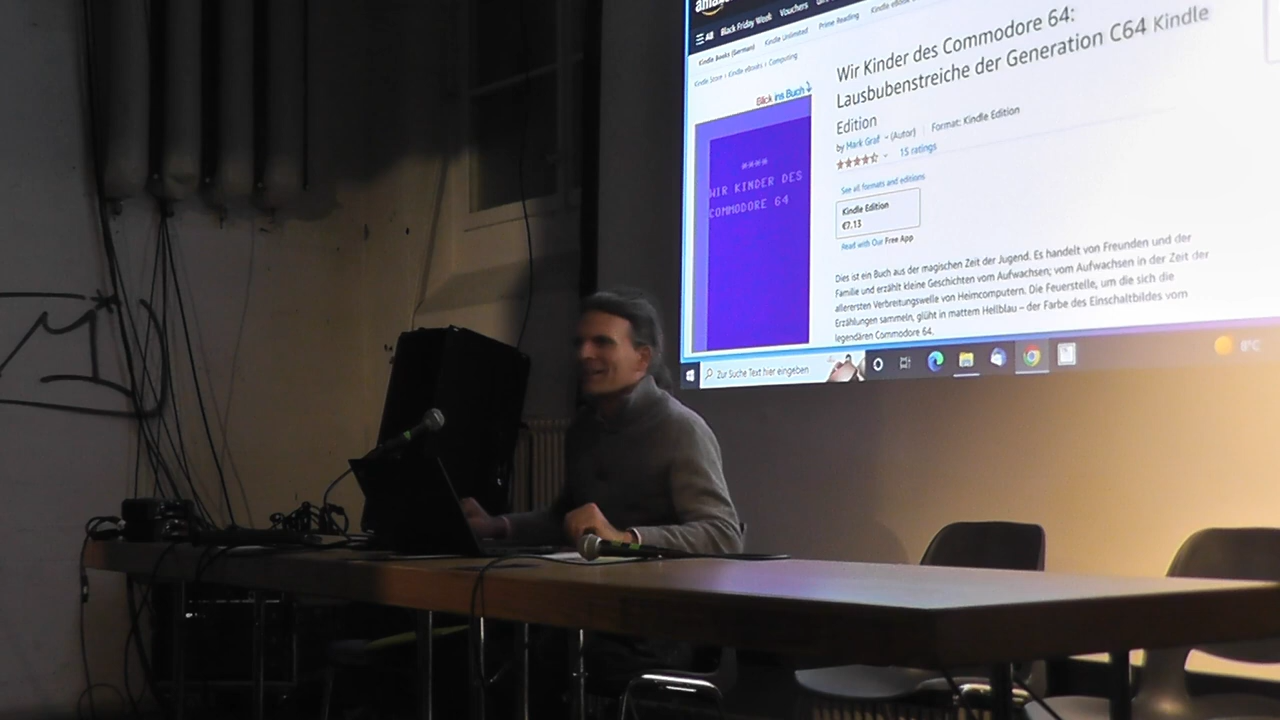 Black Friday Week Vouchers
All
Kindle Books (German) Kindle Unlimited Prime Reading
Kindle Store › Kindle eBooks › Computing
Blick ins Buch
****
WIR KINDER DES
COMMODORE 64
Wir Kinder des Commodore 64:
Lausbubenstreiche der Generation C64 Kindle
Edition
by Mark Graf (Autor) Format: Kindle Edition
15 ratings
See all formats and editions
Kindle Edition
€7.13
Read with Our Free App
Dies ist ein Buch aus der magischen Zeit der Jugend. Es handelt von Freunden und der
Familie und erzählt kleine Geschichten vom Aufwachsen; vom Aufwachsen in der Zeit der
allerersten Verbreitungswelle von Heimcomputern. Die Feuerstelle, um die sich die
Erzählungen sammeln, glüht in mattem Hellblau – der Farbe des Einschaltbildes vom
legendären Commodore 64.
Zur Suche Text hier eingeben
8°C